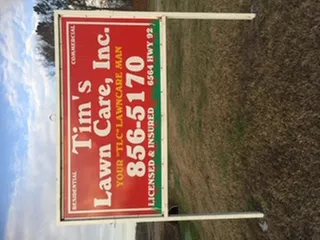 RESIDENTIAL COMMERCIAL
Tim's
Lawn Care, Inc.
YOUR "TLC" LAWNCARE MAN
856-5170
LICENSED & INSURED 6564 HWY 92